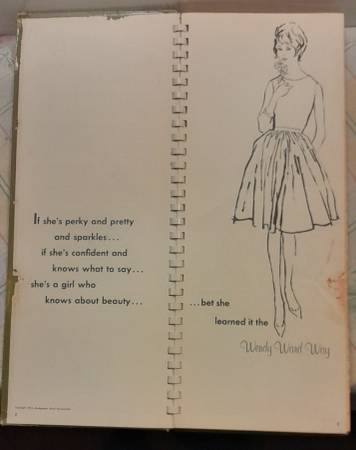 If she's perky and pretty
and sparkles...
if she's confident and
knows what to say...
she's a girl who
knows about beauty...
...bet she
learned it the
Wendy Ward Way